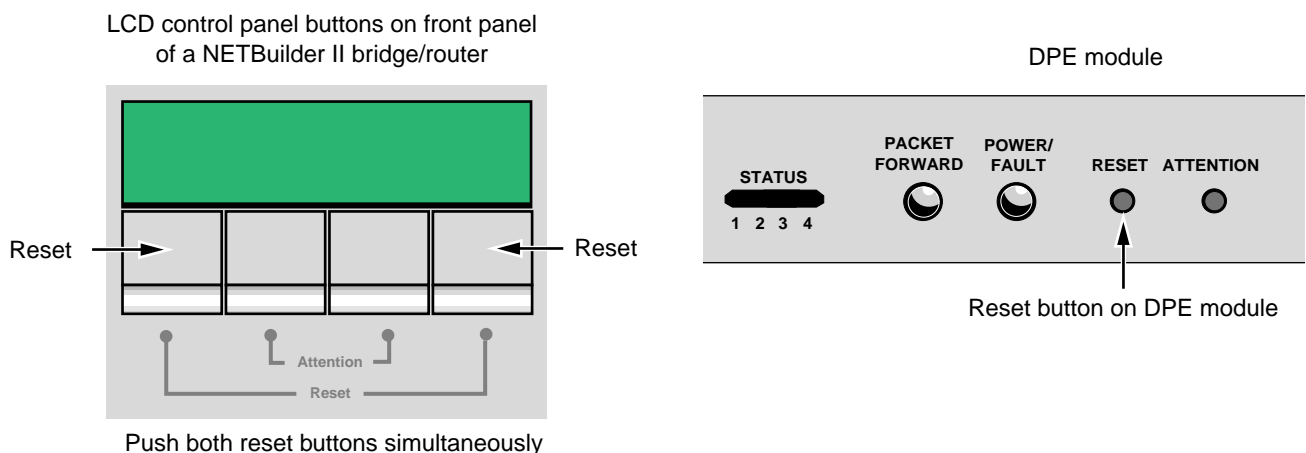 LCD control panel buttons on front panel
of a NETBuilder II bridge/router
Reset
Reset
Attention
Reset
Push both reset buttons simultaneously
DPE module
STATUS
1 2 3 4
PACKET
FORWARD
POWER/
FAULT
RESET
ATTENTION
Reset button on DPE module